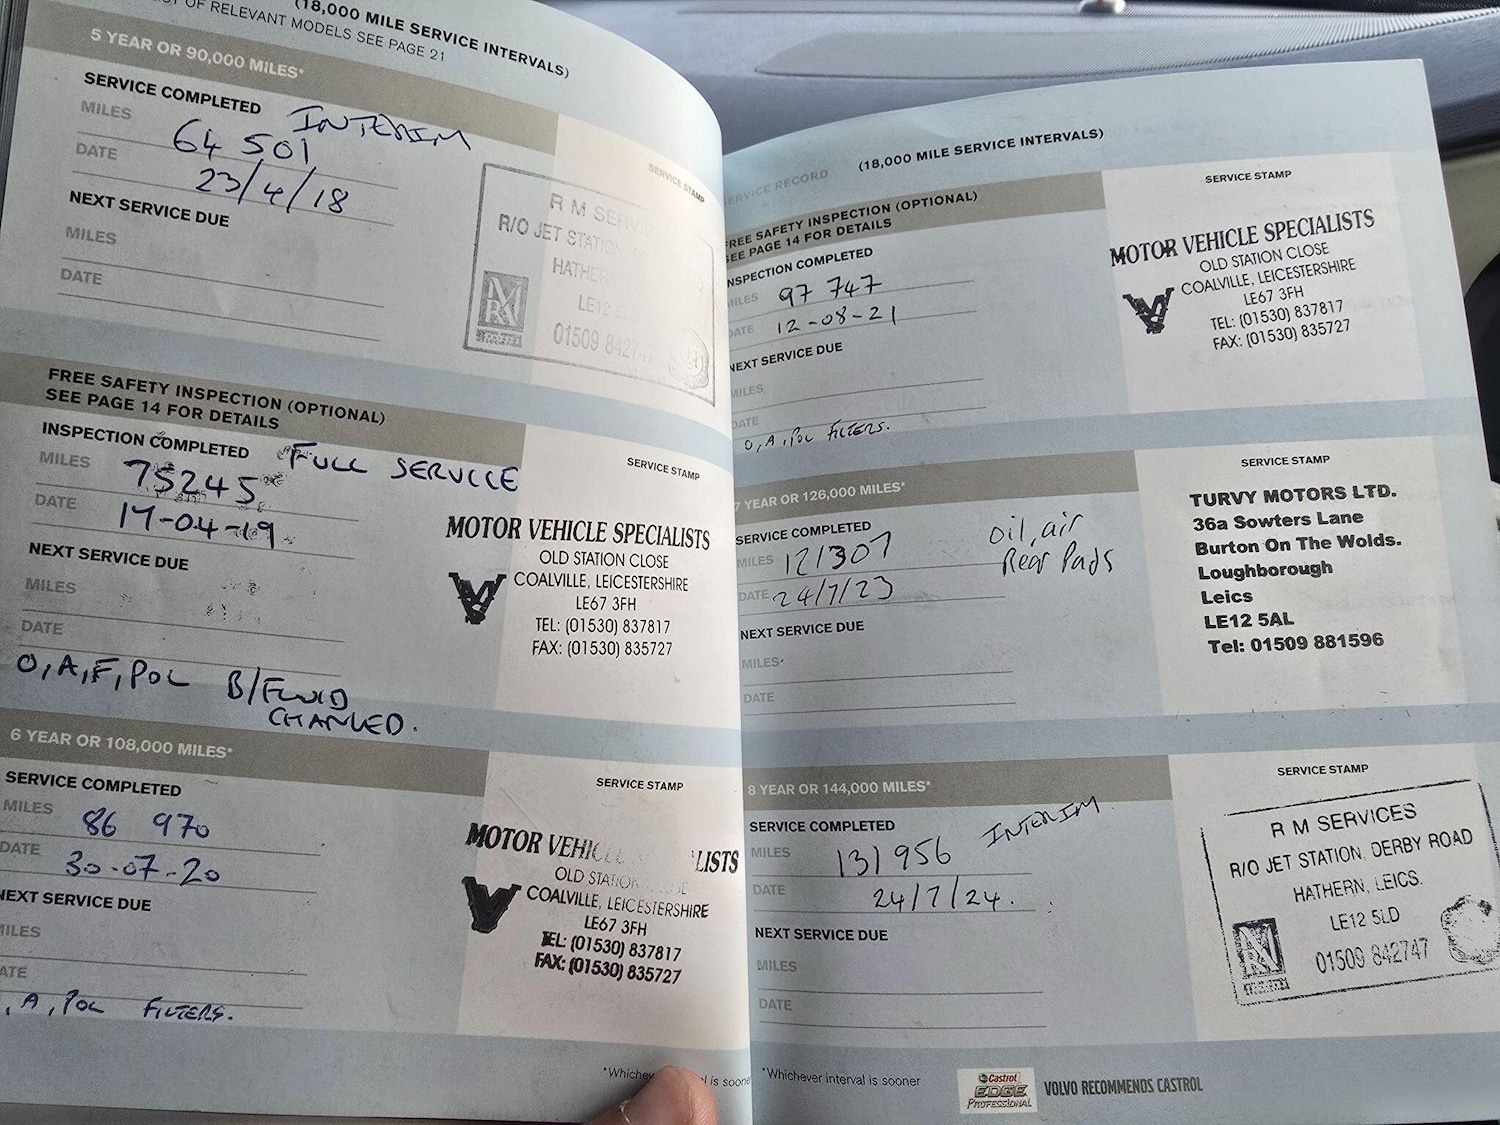 (18,000 MILE SERVICE INTERVALS)
OF RELEVANT MODELS SEE PAGE 21
5 YEAR OR 90,000 MILES*
SERVICE COMPLETED INTERIM
MILES 64 501
DATE 23/4/18
NEXT SERVICE DUE
MILES
DATE
SERVICE STAMP
R M
R/O JET STATION
HATHERN
LE12
01509 842747
FREE SAFETY INSPECTION (OPTIONAL)
SEE PAGE 14 FOR DETAILS
INSPECTION COMPLETED FULL SERVICE
MILES 75245
DATE 17-04-19
NEXT SERVICE DUE
MILES
DATE
O, A, F, POL B/FLUID
CHANGED.
SERVICE STAMP
MOTOR VEHICLE SPECIALISTS
OLD STATION CLOSE
COALVILLE, LEICESTERSHIRE
LE67 3FH
TEL: (01530) 837817
FAX: (01530) 835727
6 YEAR OR 108,000 MILES*
SERVICE COMPLETED
MILES 86 970
DATE 30-07-20
NEXT SERVICE DUE
MILES
DATE
, A, POL FILTERS.
SERVICE STAMP
MOTOR VEHICLE LISTS
OLD STATION
COALVILLE, LEICESTERSHIRE
LE67 3FH
TEL: (01530) 837817
FAX: (01530) 835727
*Whichever is sooner
SERVICE RECORD (18,000 MILE SERVICE INTERVALS)
FREE SAFETY INSPECTION (OPTIONAL)
SEE PAGE 14 FOR DETAILS
INSPECTION COMPLETED
MILES 97 747
DATE 12-08-21
NEXT SERVICE DUE
MILES
DATE
O, A, POL FILTERS.
SERVICE STAMP
MOTOR VEHICLE SPECIALISTS
OLD STATION CLOSE
COALVILLE, LEICESTERSHIRE
LE67 3FH
TEL: (01530) 837817
FAX: (01530) 835727
7 YEAR OR 126,000 MILES*
SERVICE COMPLETED
MILES 121307
DATE 24/7/23
oil, air
Rear Pads
NEXT SERVICE DUE
MILES
DATE
SERVICE STAMP
TURVY MOTORS LTD.
36a Sowters Lane
Burton On The Wolds.
Loughborough
Leics
LE12 5AL
Tel: 01509 881596
8 YEAR OR 144,000 MILES*
SERVICE COMPLETED INTERIM
MILES 131956
DATE 24/7/24.
NEXT SERVICE DUE
MILES
DATE
SERVICE STAMP
R M SERVICES
R/O JET STATION, DERBY ROAD
HATHERN, LEICS.
LE12 5LD
01509 842747
*Whichever interval is sooner
Castrol
EDGE
PROFESSIONAL
VOLVO RECOMMENDS CASTROL